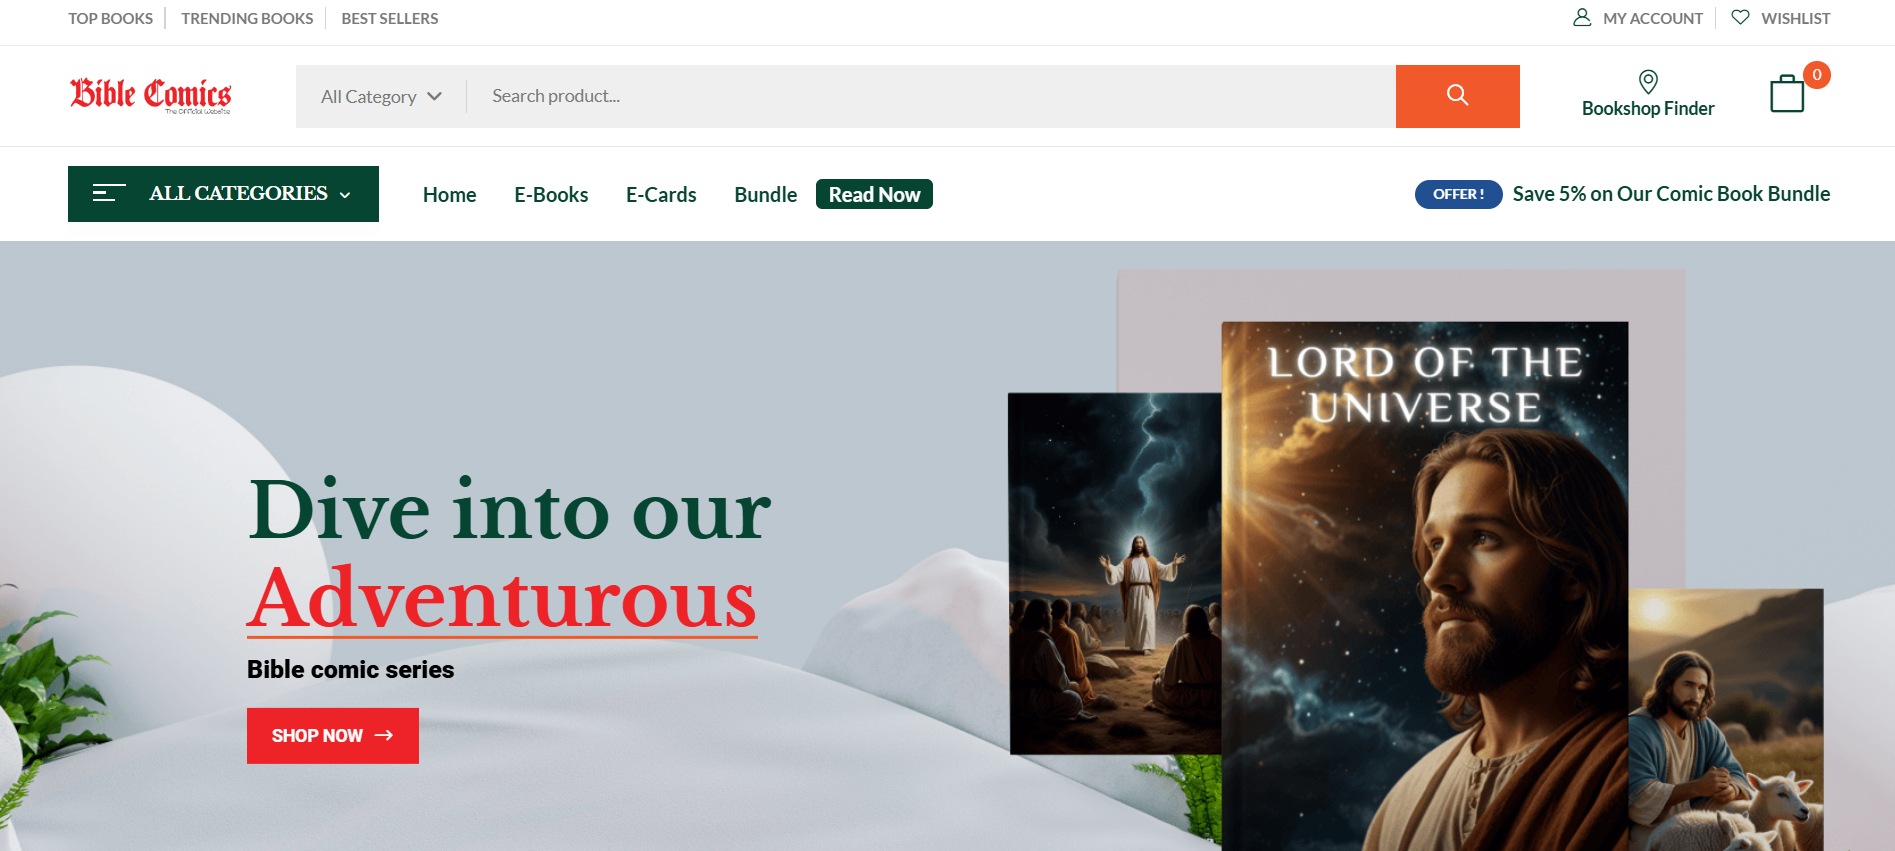 TOP BOOKS TRENDING BOOKS BEST SELLERS MY ACCOUNT WISHLIST
Bible Comics
The Official Website
All Category Search product...
Bookshop Finder
0
ALL CATEGORIES Home E-Books E-Cards Bundle Read Now OFFER ! Save 5% on Our Comic Book Bundle
Dive into our
Adventurous
Bible comic series
SHOP NOW
LORD OF THE
UNIVERSE